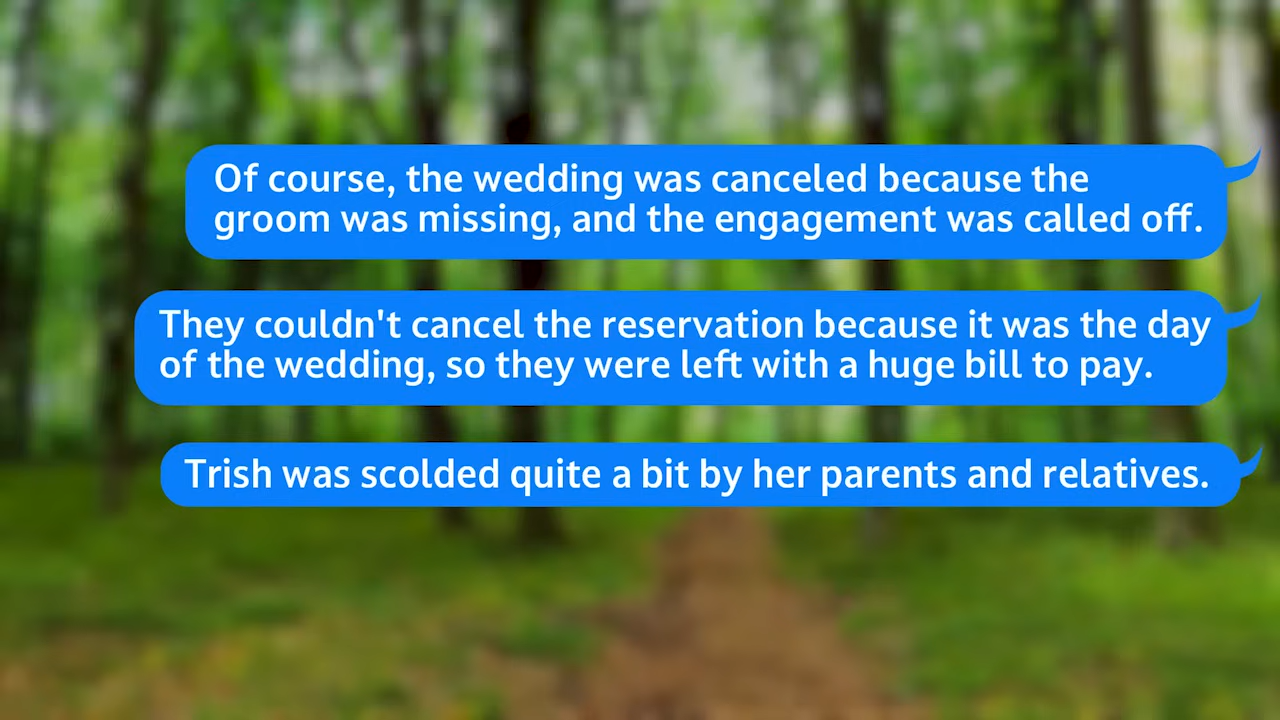 Of course, the wedding was canceled because the
groom was missing, and the engagement was called off.
They couldn't cancel the reservation because it was the day
of the wedding, so they were left with a huge bill to pay.
Trish was scolded quite a bit by her parents and relatives.